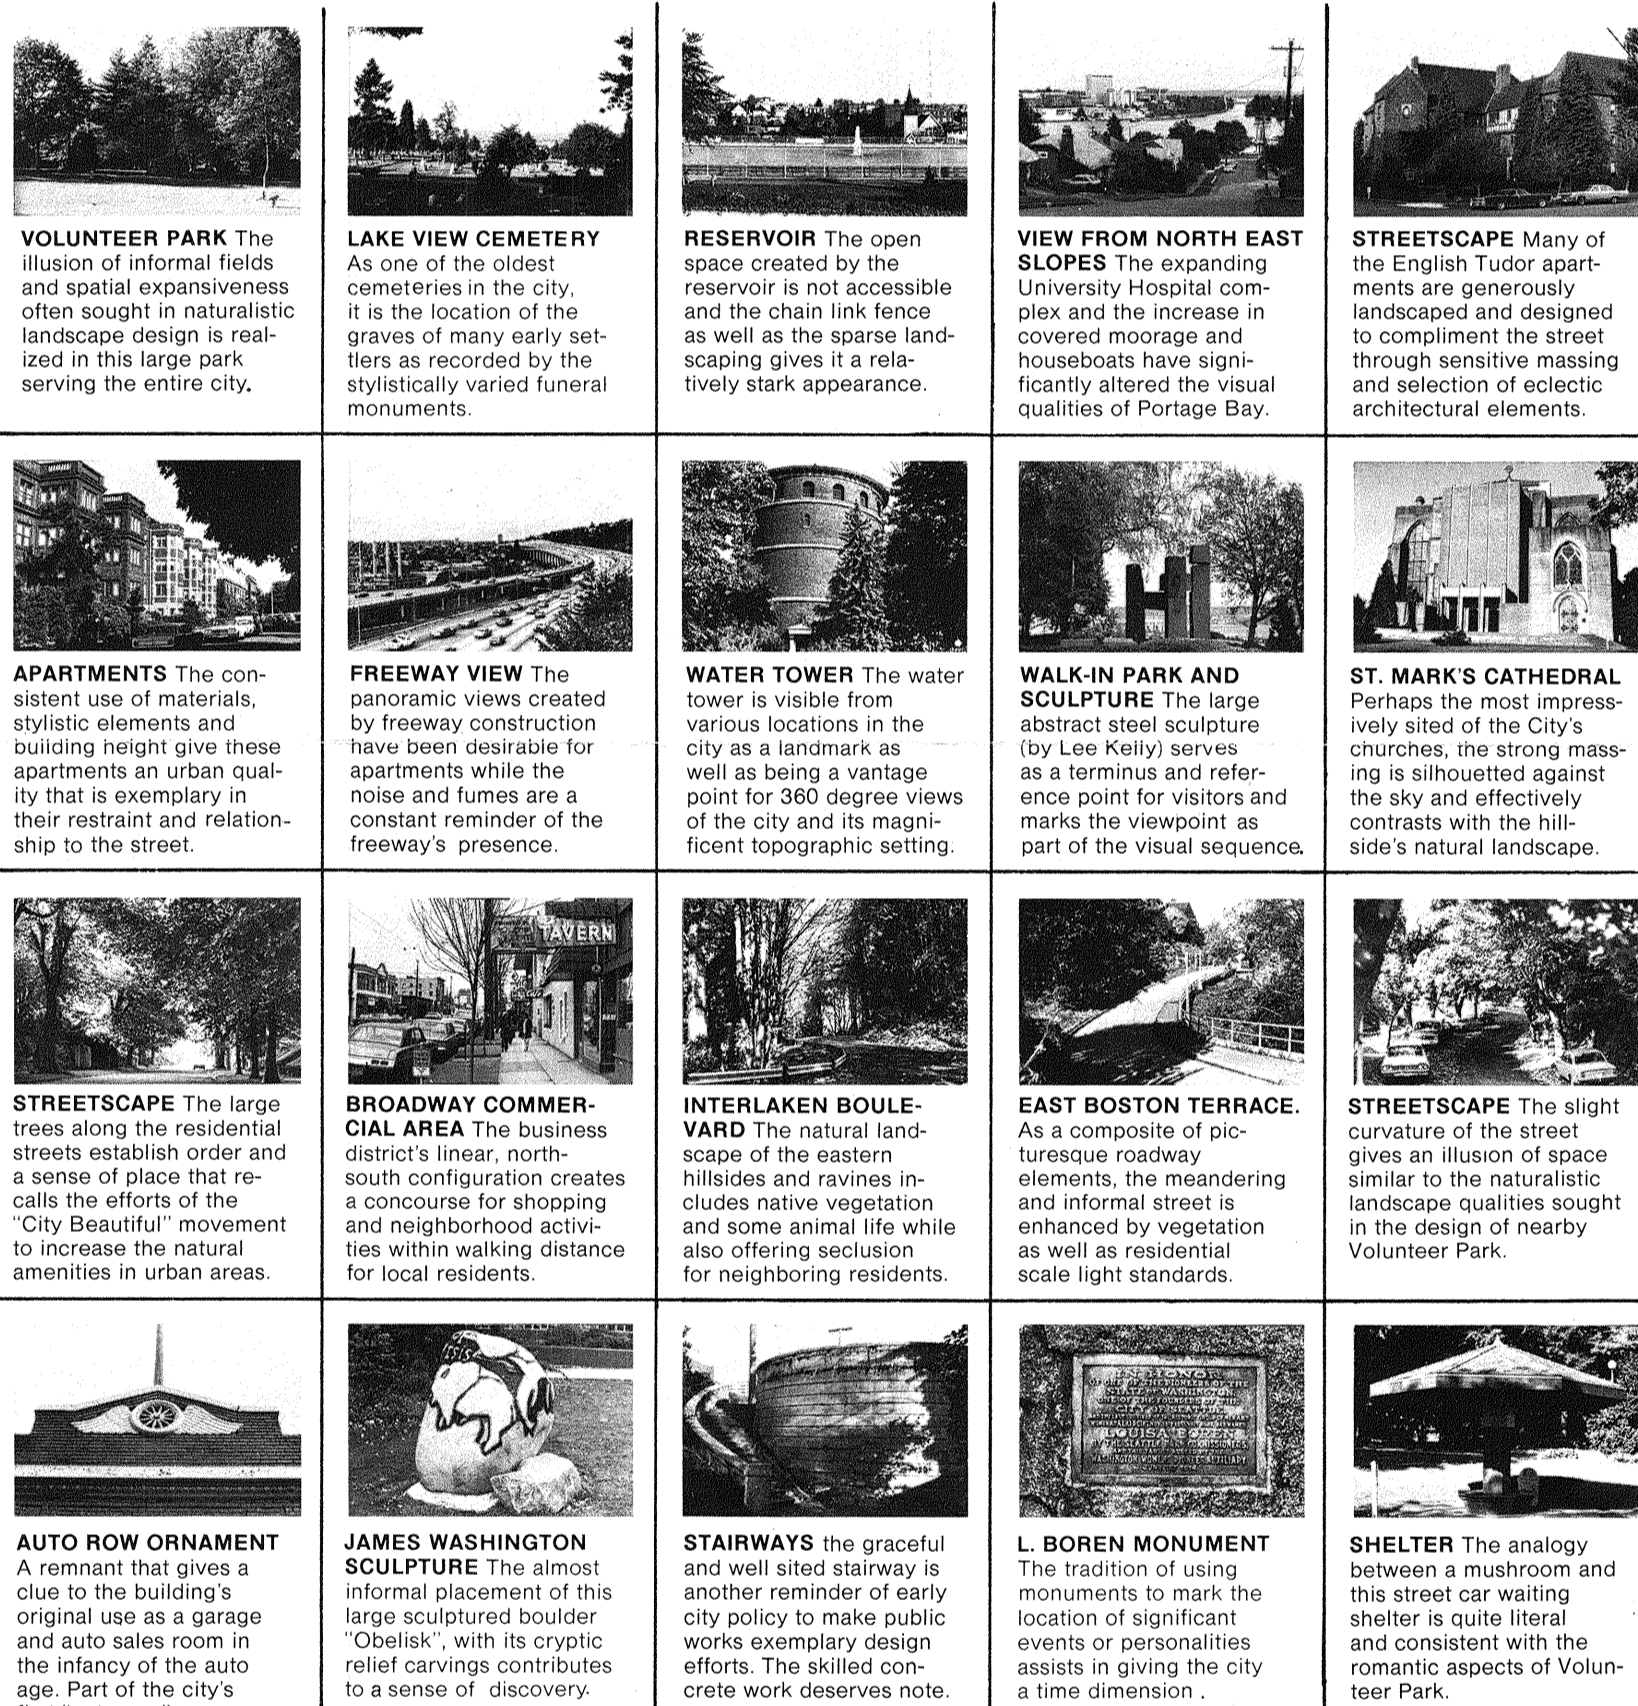 VOLUNTEER PARK The
illusion of informal fields
and spatial expansiveness
often sought in naturalistic
landscape design is real-
ized in this large park
serving the entire city.
LAKE VIEW CEMETERY
As one of the oldest
cemeteries in the city,
it is the location of the
graves of many early set-
tlers as recorded by the
stylistically varied funeral
monuments.
RESERVOIR The open
space created by the
reservoir is not accessible
and the chain link fence
as well as the sparse land-
scaping gives it a rela-
tively stark appearance.
VIEW FROM NORTH EAST
SLOPES The expanding
University Hospital com-
plex and the increase in
covered moorage and
houseboats have signi-
ficantly altered the visual
qualities of Portage Bay.
STREETSCAPE Many of
the English Tudor apart-
ments are generously
landscaped and designed
to compliment the street
through sensitive massing
and selection of eclectic
architectural elements.
APARTMENTS The con-
sistent use of materials,
stylistic elements and
building height give these
apartments an urban qual-
ity that is exemplary in
their restraint and relation-
ship to the street.
FREEWAY VIEW The
panoramic views created
by freeway construction
have been desirable for
apartments while the
noise and fumes are a
constant reminder of the
freeway's presence.
WATER TOWER The water
tower is visible from
various locations in the
city as a landmark as
well as being a vantage
point for 360 degree views
of the city and its magni-
ficent topographic setting.
WALK-IN PARK AND
SCULPTURE The large
abstract steel sculpture
(by Lee Kelly) serves
as a terminus and refer-
ence point for visitors and
marks the viewpoint as
part of the visual sequence.
ST. MARK'S CATHEDRAL
Perhaps the most impress-
ively sited of the City's
churches, the strong mass-
ing is silhouetted against
the sky and effectively
contrasts with the hill-
side's natural landscape.
TAVERN
STREETSCAPE The large
trees along the residential
streets establish order and
a sense of place that re-
calls the efforts of the
"City Beautiful" movement
to increase the natural
amenities in urban areas.
BROADWAY COMMER-
CIAL AREA The business
district's linear, north-
south configuration creates
a concourse for shopping
and neighborhood activi-
ties within walking distance
for local residents.
INTERLAKEN BOULE-
VARD The natural land-
scape of the eastern
hillsides and ravines in-
cludes native vegetation
and some animal life while
also offering seclusion
for neighboring residents.
EAST BOSTON TERRACE.
As a composite of pic-
turesque roadway
elements, the meandering
and informal street is
enhanced by vegetation
as well as residential
scale light standards.
STREETSCAPE The slight
curvature of the street
gives an illusion of space
similar to the naturalistic
landscape qualities sought
in the design of nearby
Volunteer Park.
HONOR
OF ONE OF THE PIONEERS OF THE
STATE OF WASHINGTON
ONE OF THE FOUNDERS OF THE
CITY OF SEATTLE
LOUISA BOREN
AUTO ROW ORNAMENT
A remnant that gives a
clue to the building's
original use as a garage
and auto sales room in
the infancy of the auto
age. Part of the city's
JAMES WASHINGTON
SCULPTURE The almost
informal placement of this
large sculptured boulder
"Obelisk", with its cryptic
relief carvings contributes
to a sense of discovery.
STAIRWAYS the graceful
and well sited stairway is
another reminder of early
city policy to make public
works exemplary design
efforts. The skilled con-
crete work deserves note.
L. BOREN MONUMENT
The tradition of using
monuments to mark the
location of significant
events or personalities
assists in giving the city
a time dimension .
SHELTER The analogy
between a mushroom and
this street car waiting
shelter is quite literal
and consistent with the
romantic aspects of Volun-
teer Park.